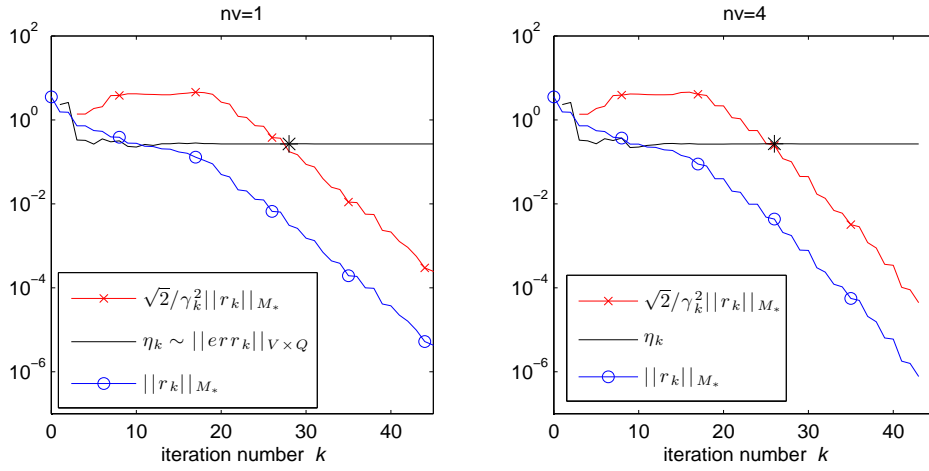 nv=1
10^2
10^0
10^{-2}
10^{-4}
10^{-6}
√2/γ_k^2||r_k||_{M_*}
η_k ∼ ||err_k||_{V×Q}
||r_k||_{M_*}
0 10 20 30 40
iteration number k
nv=4
10^2
10^0
10^{-2}
10^{-4}
10^{-6}
√2/γ_k^2||r_k||_{M_*}
η_k
||r_k||_{M_*}
0 10 20 30 40
iteration number k